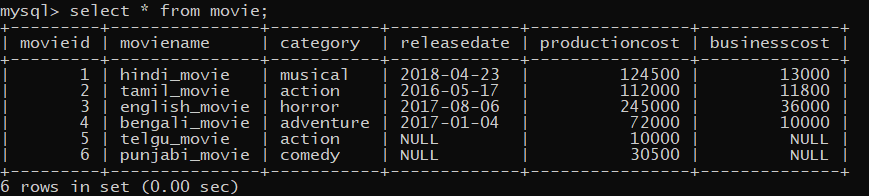 mysql> select * from movie;
+---------+---------------+-----------+-------------+----------------+--------------+
| movieid | moviename     | category  | releasedate | productioncost | businesscost |
+---------+---------------+-----------+-------------+----------------+--------------+
|       1 | hindi_movie   | musical   | 2018-04-23  |         124500 |        13000 |
|       2 | tamil_movie   | action    | 2016-05-17  |         112000 |        11800 |
|       3 | english_movie | horror    | 2017-08-06  |         245000 |        36000 |
|       4 | bengali_movie | adventure | 2017-01-04  |          72000 |        10000 |
|       5 | telgu_movie   | action    | NULL        |          10000 |         NULL |
|       6 | punjabi_movie | comedy    | NULL        |          30500 |         NULL |
+---------+---------------+-----------+-------------+----------------+--------------+
6 rows in set (0.00 sec)